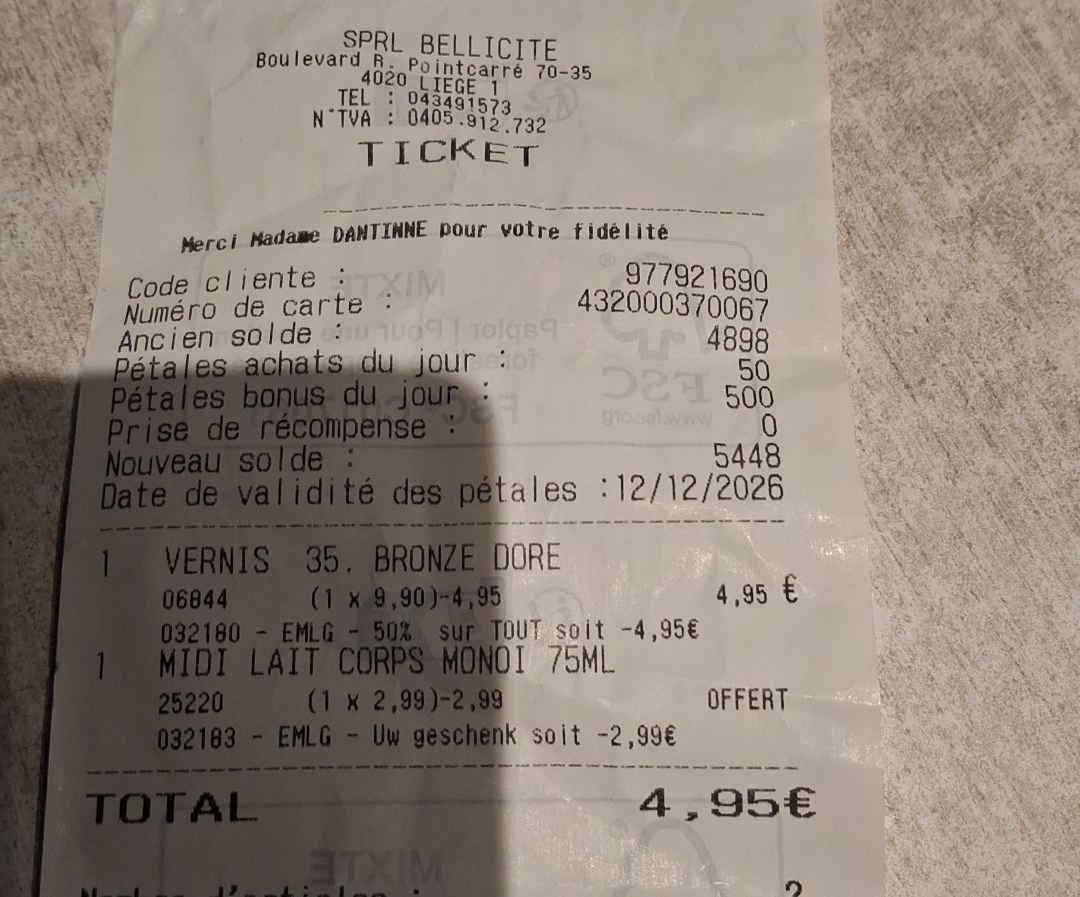 SPRL BELLICITE
Boulevard R. Pointcarré 70-35
4020 LIEGE 1
TEL : 043491573
N°TVA : 0405.912.732
TICKET
Merci Madame DANTINNE pour votre fidélité
Code cliente : 977921690
Numéro de carte : 432000370067
Ancien solde : 4898
Pétales achats du jour : 50
Pétales bonus du jour : 500
Prise de récompense : 0
Nouveau solde : 5448
Date de validité des pétales :12/12/2026
1 VERNIS 35. BRONZE DORE
06844 (1 x 9,90)-4,95 4,95 €
032180 - EMLG - 50% sur TOUT soit -4,95€
1 MIDI LAIT CORPS MONOI 75ML
25220 (1 x 2,99)-2,99 OFFERT
032183 - EMLG - Uw geschenk soit -2,99€
TOTAL 4,95€